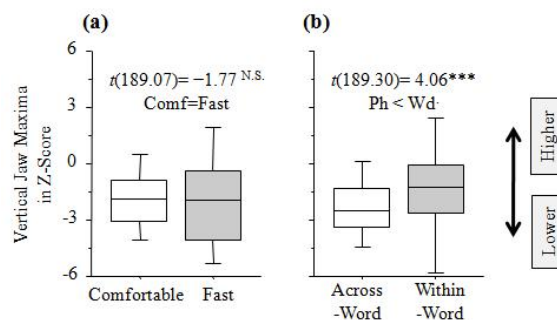 (a)
(b)
6
t(189.07)= −1.77 N.S.
Comf=Fast
t(189.30)= 4.06***
Ph < Wd
3
0
-3
-6
Vertical Jaw Maxima
in Z-Score
Comfortable
Fast
Across
-Word
Within
-Word
Higher
Lower